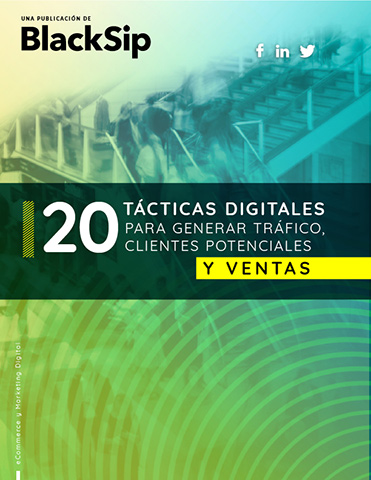 UNA PUBLICACIÓN DE
BlackSip
20
TÁCTICAS DIGITALES
PARA GENERAR TRÁFICO,
CLIENTES POTENCIALES
Y VENTAS
eCommerce y Marketing Digital